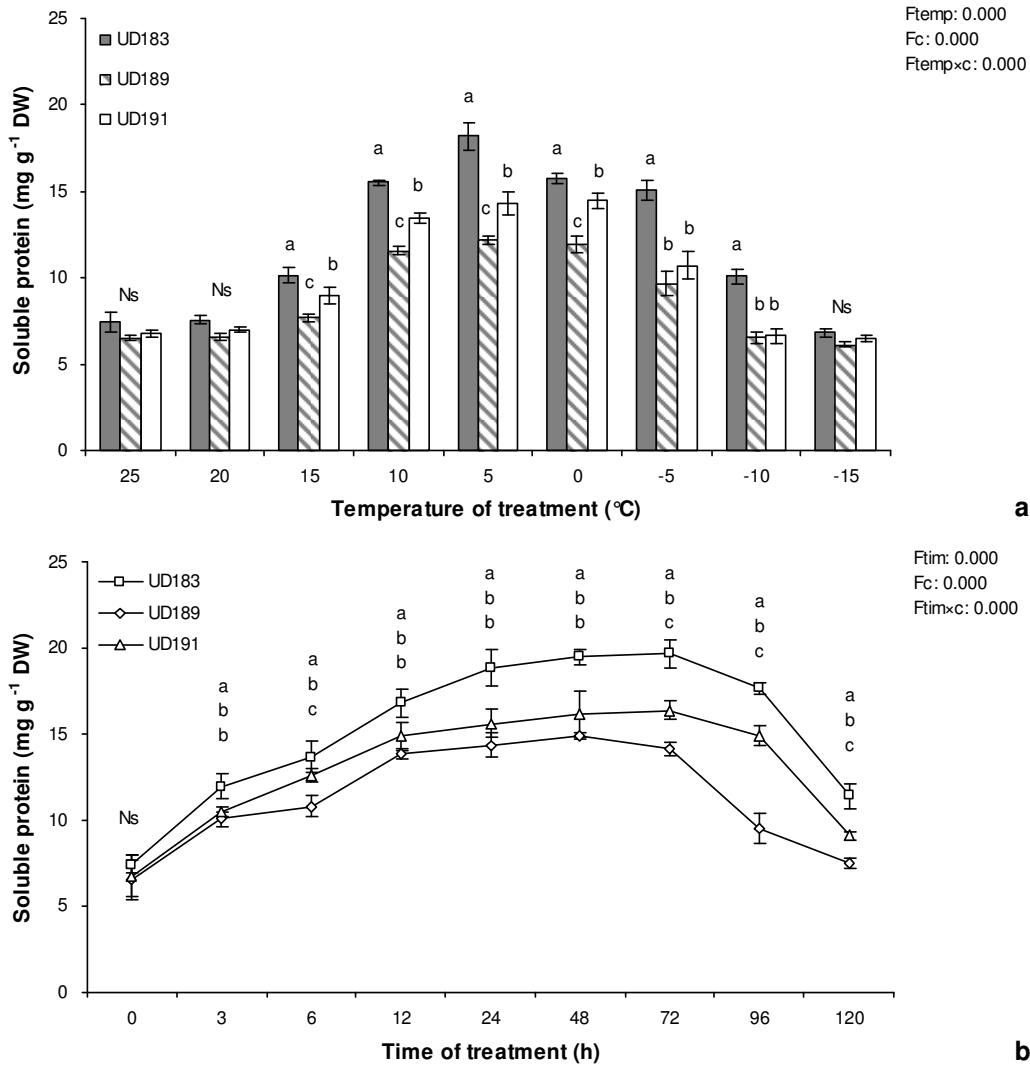 25
20
15
10
5
0
Soluble protein (mg g⁻¹ DW)
UD183
UD189
UD191
Ftemp: 0.000
Fc: 0.000
Ftemp×c: 0.000
Ns
Ns
a c b
a c b
a c b
a c b
a b b
a b b
Ns
25 20 15 10 5 0 -5 -10 -15
Temperature of treatment (°C)
a
25
20
15
10
5
0
Soluble protein (mg g⁻¹ DW)
UD183
UD189
UD191
Ftim: 0.000
Fc: 0.000
Ftim×c: 0.000
Ns
a
b
b
a
b
c
a
b
b
a
b
b
a
b
b
a
b
c
a
b
c
a
b
c
0 3 6 12 24 48 72 96 120
Time of treatment (h)
b